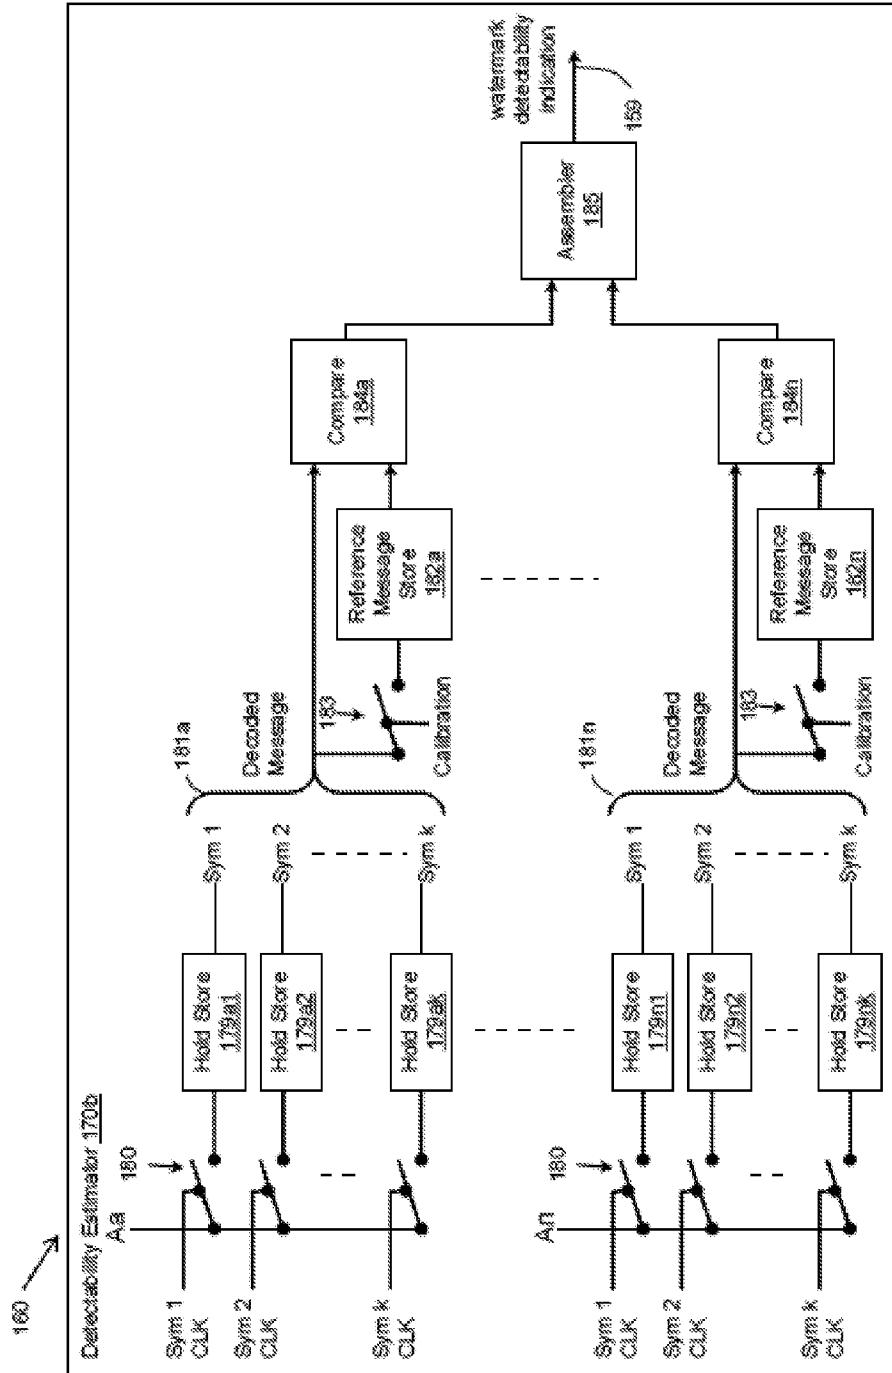 160
Detectability Estimator 170b
Aa
180
Sym 1
CLK
Sym 2
CLK
Sym k
CLK
Hold Store
179a1
Hold Store
179a2
Hold Store
179ak
Sym 1
Sym 2
Sym k
181a
Decoded
Message
183
Calibration
Reference
Message
Store
182a
Compare
184a
An
180
Sym 1
CLK
Sym 2
CLK
Sym k
CLK
Hold Store
179n1
Hold Store
179n2
Hold Store
179nk
Sym 1
Sym 2
Sym k
181n
Decoded
Message
183
Calibration
Reference
Message
Store
182n
Compare
184n
Assembler
185
watermark
detectability
indication
159